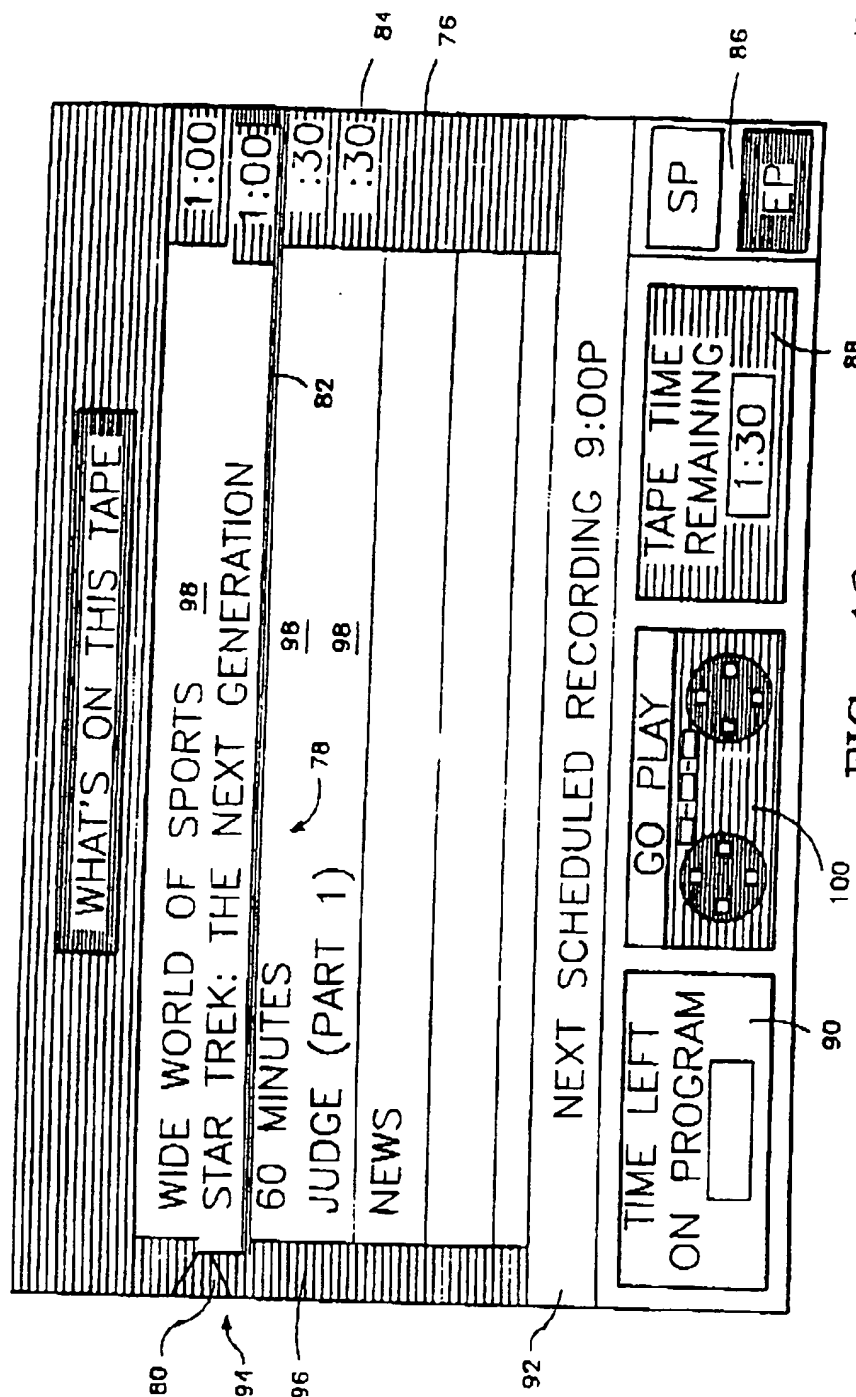 WHAT'S ON THIS TAPE
WIDE WORLD OF SPORTS 1:00
98
STAR TREK: THE NEXT GENERATION 1:00
60 MINUTES :30
JUDGE (PART 1) :30
NEWS
98
98
78
82
84
76
80
94
96
92
NEXT SCHEDULED RECORDING 9:00P
TIME LEFT
ON PROGRAM
GO PLAY
TAPE TIME
REMAINING
1:30
SP
EP
86
88
90
100